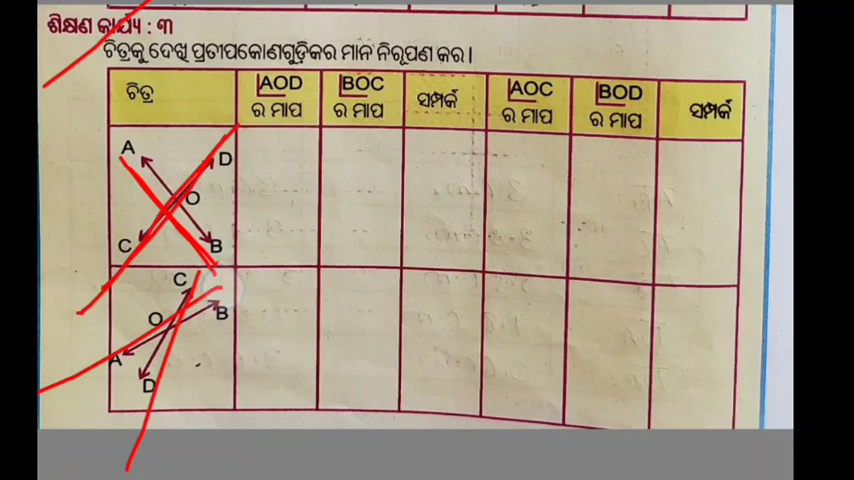 ଶିକ୍ଷଣ କାର୍ଯ୍ୟ : ୩
ଚିତ୍ରକୁ ଦେଖି ପ୍ରତୀପକୋଣଗୁଡ଼ିକର ମାନ ନିରୂପଣ କର।
ଚିତ୍ର
AOD
ର ମାପ
BOC
ର ମାପ
ସମ୍ପର୍କ
AOC
ର ମାପ
BOD
ର ମାପ
ସମ୍ପର୍କ
A
D
O
C
B
C
O
B
A
D